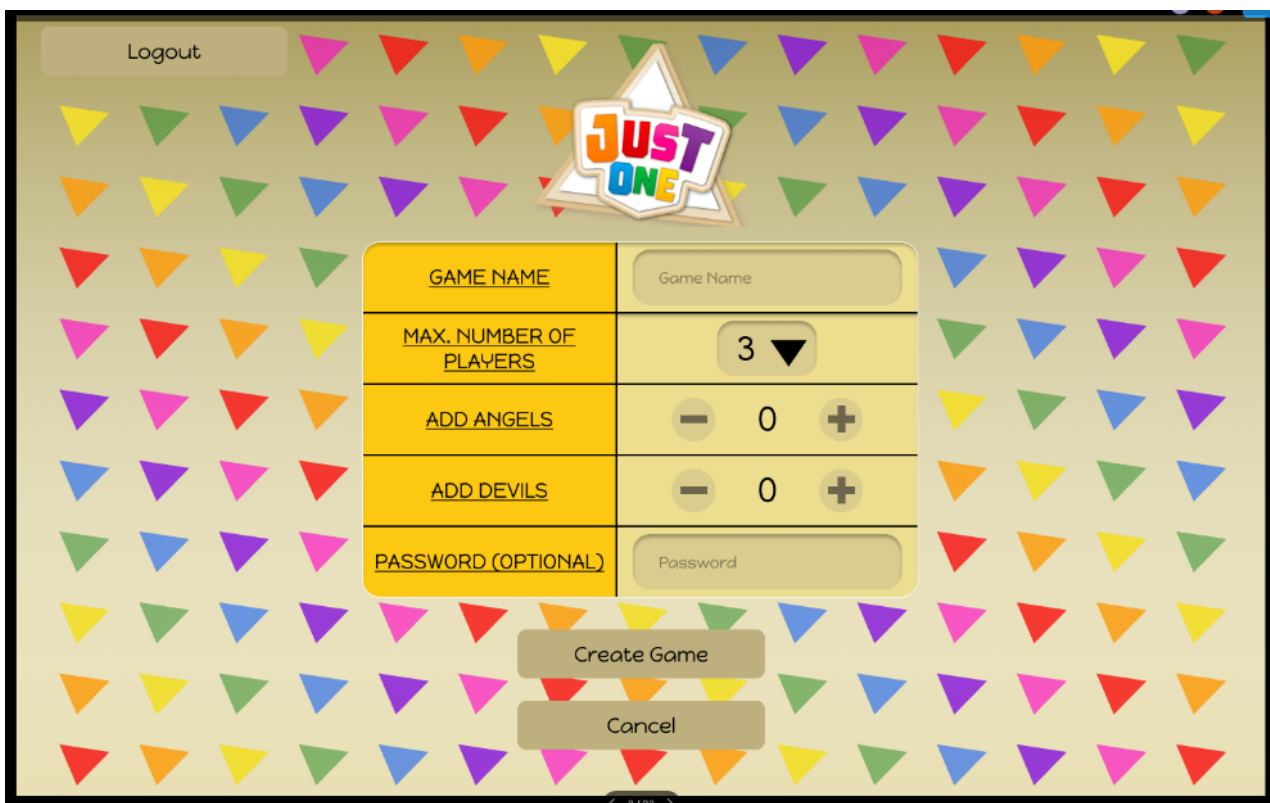 Logout
JUST
ONE
GAME NAME
Game Name
MAX. NUMBER OF
PLAYERS
3
ADD ANGELS
0
ADD DEVILS
0
PASSWORD (OPTIONAL)
Password
Create Game
Cancel